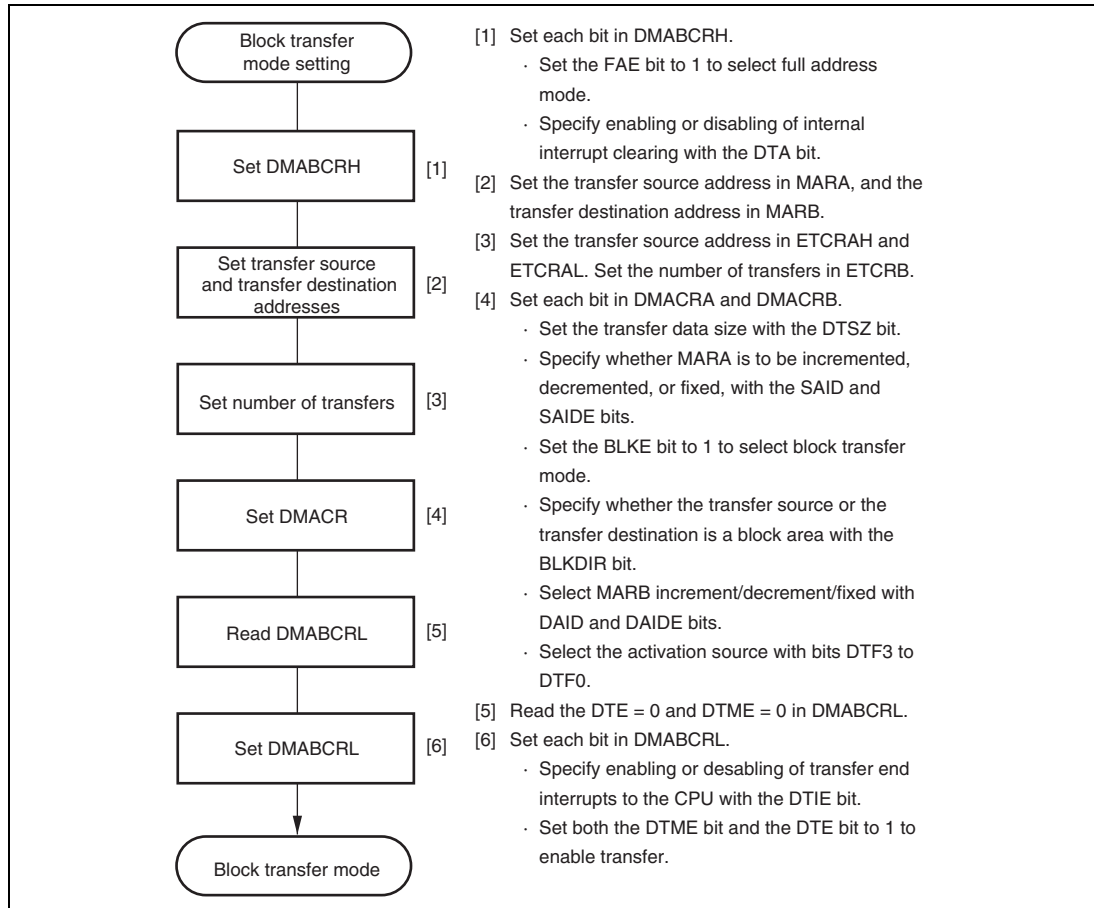 Block transfer
mode setting
Set DMABCRH
[1]
Set transfer source
and transfer destination
addresses
[2]
Set number of transfers
[3]
Set DMACR
[4]
Read DMABCRL
[5]
Set DMABCRL
[6]
Block transfer mode
[1] Set each bit in DMABCRH.
· Set the FAE bit to 1 to select full address
mode.
· Specify enabling or disabling of internal
interrupt clearing with the DTA bit.
[2] Set the transfer source address in MARA, and the
transfer destination address in MARB.
[3] Set the transfer source address in ETCRAH and
ETCRAL. Set the number of transfers in ETCRB.
[4] Set each bit in DMACRA and DMACRB.
· Set the transfer data size with the DTSZ bit.
· Specify whether MARA is to be incremented,
decremented, or fixed, with the SAID and
SAIDE bits.
· Set the BLKE bit to 1 to select block transfer
mode.
· Specify whether the transfer source or the
transfer destination is a block area with the
BLKDIR bit.
· Select MARB increment/decrement/fixed with
DAID and DAIDE bits.
· Select the activation source with bits DTF3 to
DTF0.
[5] Read the DTE = 0 and DTME = 0 in DMABCRL.
[6] Set each bit in DMABCRL.
· Specify enabling or desabling of transfer end
interrupts to the CPU with the DTIE bit.
· Set both the DTME bit and the DTE bit to 1 to
enable transfer.